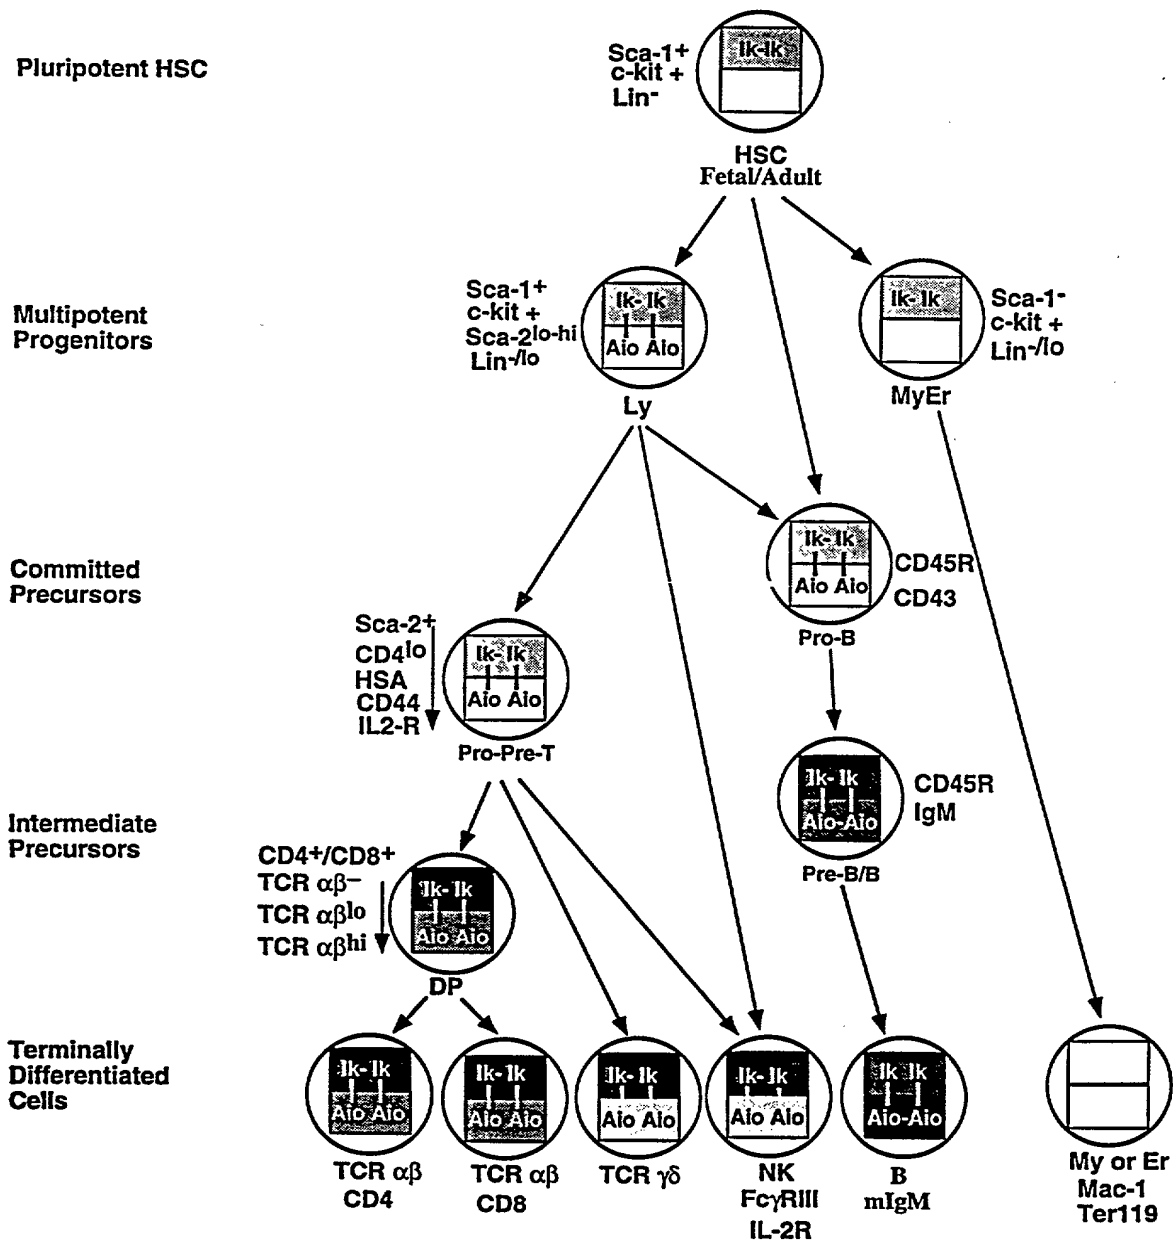 Pluripotent HSC
Sca-1+
c-kit +
Lin-
Ik-Ik
HSC
Fetal/Adult
Multipotent
Progenitors
Sca-1+
c-kit +
Sca-2lo-hi
Lin-/lo
Ik- Ik
Aio Aio
Ly
Ik- Ik
MyEr
Sca-1-
c-kit +
Lin-/lo
Committed
Precursors
Ik- Ik
Aio Aio
Pro-B
CD45R
CD43
Sca-2+
CD4lo
HSA
CD44
IL2-R
Ik- Ik
Aio Aio
Pro-Pre-T
Ik- Ik
Aio-Aio
Pre-B/B
CD45R
IgM
Intermediate
Precursors
CD4+/CD8+
TCR αβ–
TCR αβlo
TCR αβhi
Ik- Ik
Aio Aio
DP
Terminally
Differentiated
Cells
Ik- Ik
Aio Aio
TCR αβ
CD4
Ik- Ik
Aio Aio
TCR αβ
CD8
Ik- Ik
Aio Aio
TCR γδ
Ik- Ik
Aio Aio
NK
FcγRIII
IL-2R
Ik Ik
Aio-Aio
B
mIgM
My or Er
Mac-1
Ter119